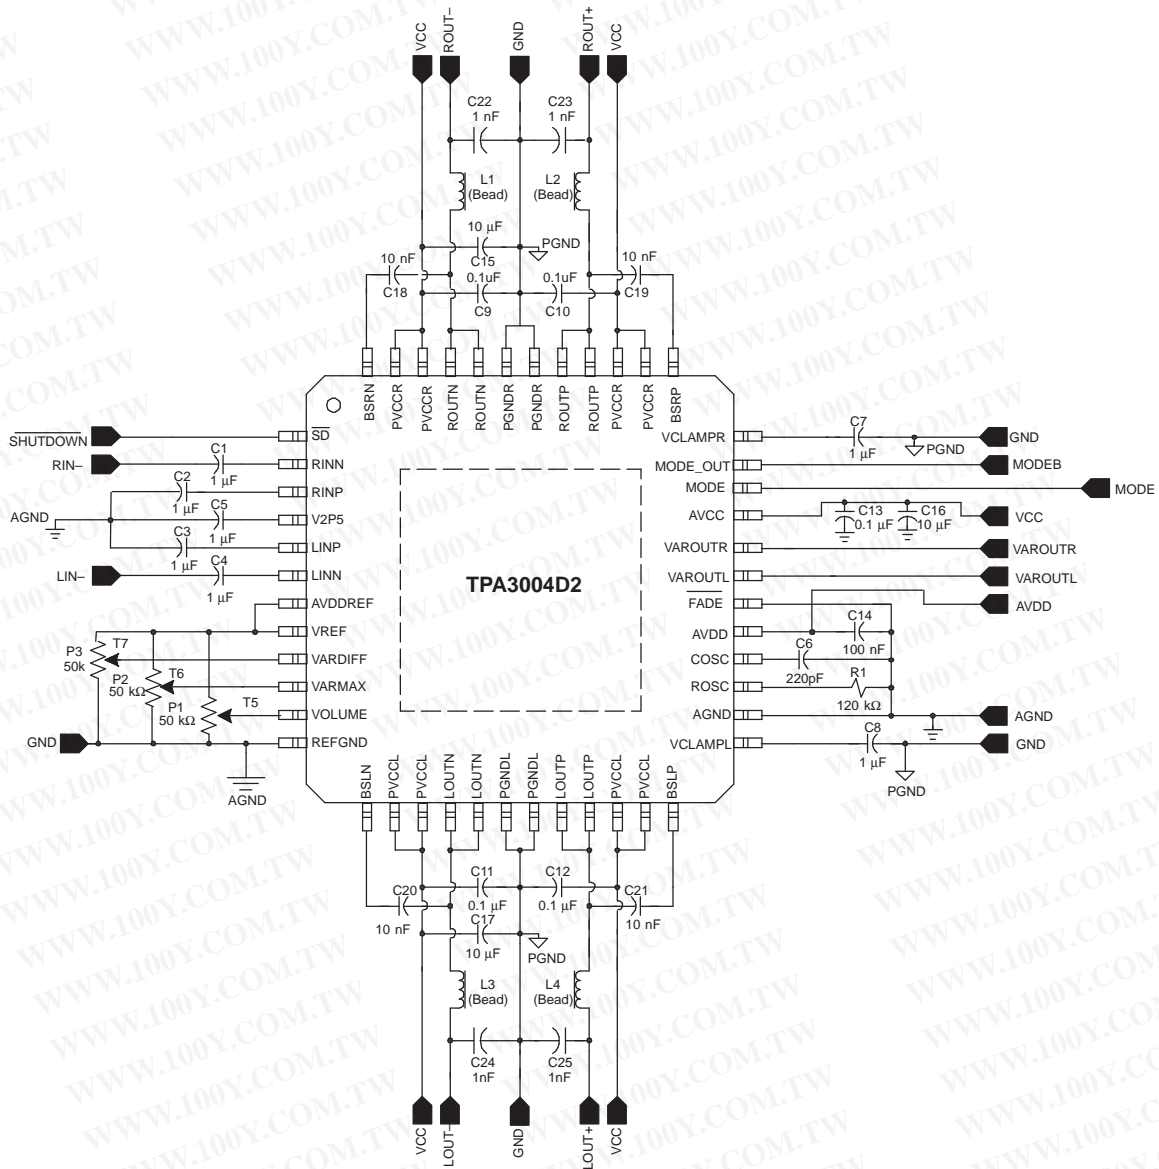 VCC
ROUT–
GND
ROUT+
VCC
C22
1 nF
C23
1 nF
L1
(Bead)
L2
(Bead)
10 µF
C15
PGND
10 nF
C18
0.1uF
C9
0.1uF
C10
10 nF
C19
BSRN
PVCCR
PVCCR
ROUTN
ROUTN
PGNDR
PGNDR
ROUTP
ROUTP
PVCCR
PVCCR
BSRP
SHUTDOWN
RIN–
AGND
LIN–
C1
1 µF
C2
1 µF
C5
1 µF
C3
1 µF
C4
1 µF
P3
50k
T7
P2
50 kΩ
T6
P1
50 kΩ
T5
GND
AGND
SD
RINN
RINP
V2P5
LINP
LINN
AVDDREF
VREF
VARDIFF
VARMAX
VOLUME
REFGND
TPA3004D2
VCLAMPR
MODE_OUT
MODE
AVCC
VAROUTR
VAROUTL
FADE
AVDD
COSC
ROSC
AGND
VCLAMPL
C7
1 µF
PGND
GND
MODEB
MODE
C13
0.1 µF
C16
10 µF
VCC
VAROUTR
VAROUTL
AVDD
C14
100 nF
C6
220pF
R1
120 kΩ
AGND
C8
1 µF
GND
PGND
BSLN
PVCCL
PVCCL
LOUTN
LOUTN
PGNDL
PGNDL
LOUTP
LOUTP
PVCCL
PVCCL
BSLP
C20
10 nF
C11
0.1 µF
C12
0.1 µF
C21
10 nF
C17
10 µF
PGND
L3
(Bead)
L4
(Bead)
C24
1nF
C25
1nF
VCC
LOUT–
GND
LOUT+
VCC
WWW.100Y.COM.TW